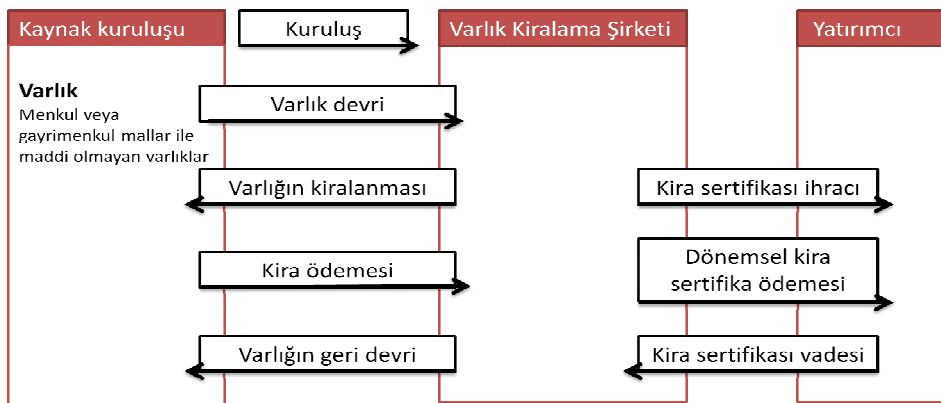 Kaynak kuruluşu
Kuruluş
Varlık Kiralama Şirketi
Yatırımcı
Varlık
Menkul veya
gayrimenkul mallar ile
maddi olmayan varlıklar
Varlık devri
Varlığın kiralanması
Kira sertifikası ihracı
Kira ödemesi
Dönemsel kira
sertifika ödemesi
Varlığın geri devri
Kira sertifikası vadesi